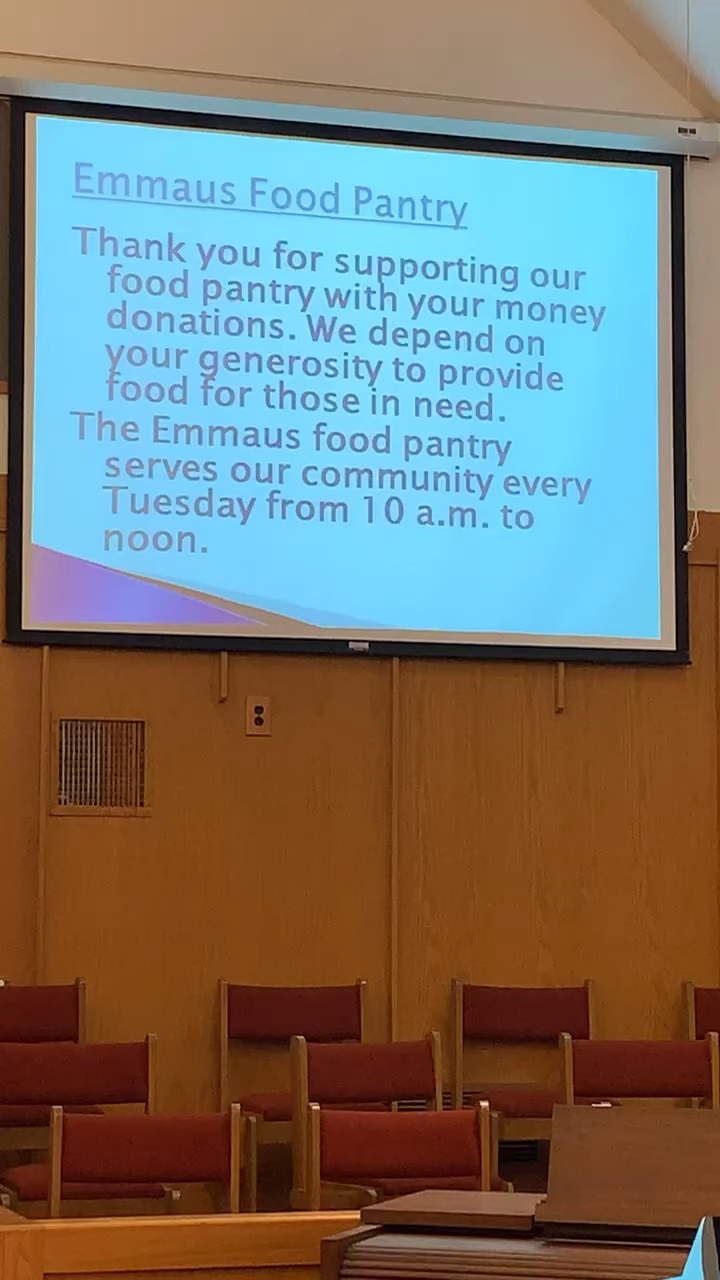 Emmaus Food Pantry
Thank you for supporting our
food pantry with your money
donations. We depend on
your generosity to provide
food for those in need.
The Emmaus food pantry
serves our community every
Tuesday from 10 a.m. to
noon.